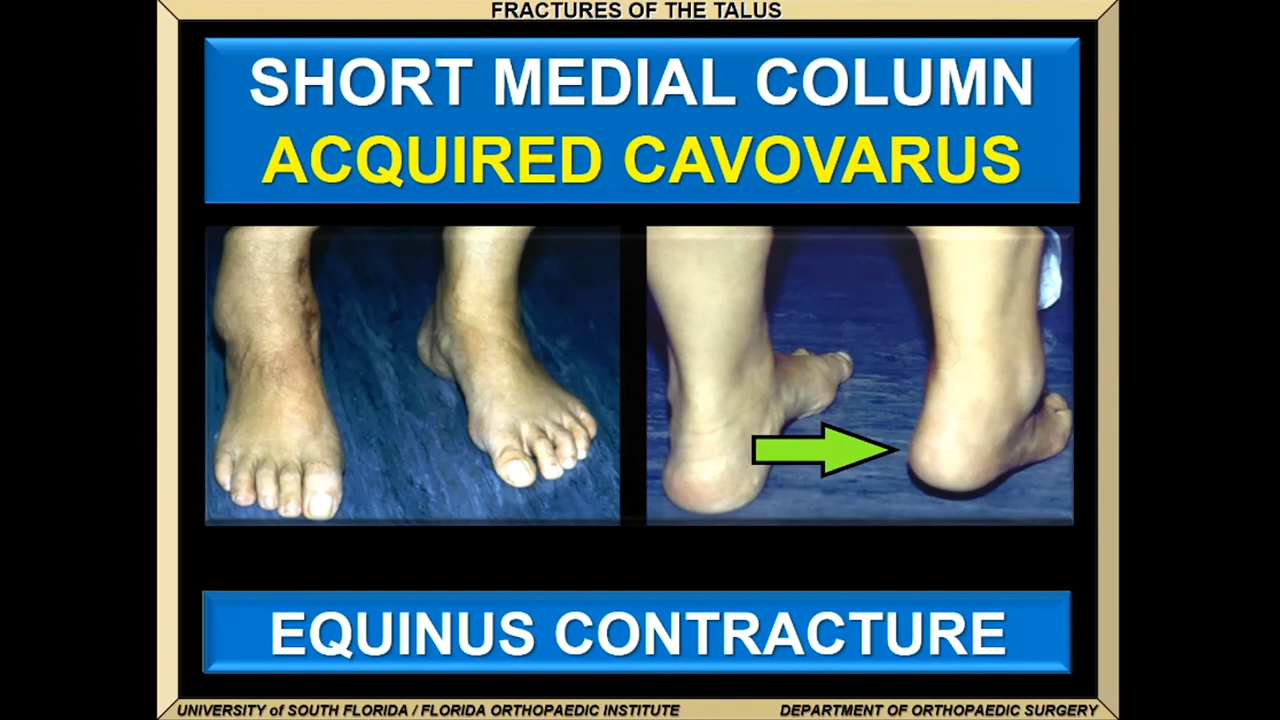 FRACTURES OF THE TALUS
SHORT MEDIAL COLUMN
ACQUIRED CAVOVARUS
EQUINUS CONTRACTURE
UNIVERSITY of SOUTH FLORIDA / FLORIDA ORTHOPAEDIC INSTITUTE
DEPARTMENT OF ORTHOPAEDIC SURGERY